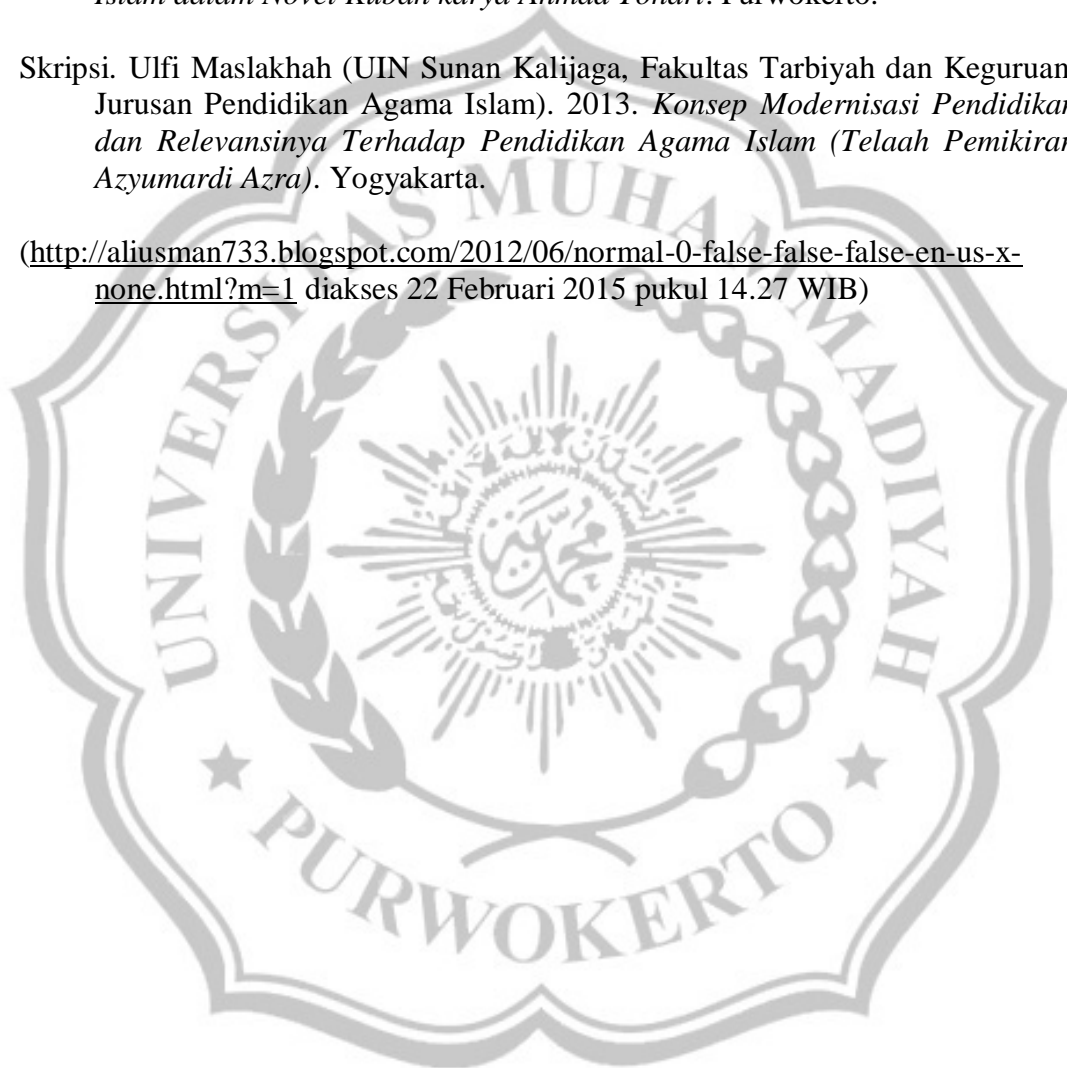 Islam dalam Novel Kubah karya Ahmad Tohari. Purwokerto.
Skripsi. Ulfi Maslakhah (UIN Sunan Kalijaga, Fakultas Tarbiyah dan Keguruan
Jurusan Pendidikan Agama Islam). 2013. Konsep Modernisasi Pendidikan
dan Relevansinya Terhadap Pendidikan Agama Islam (Telaah Pemikiran
Azyumardi Azra). Yogyakarta.
(http://aliusman733.blogspot.com/2012/06/normal-0-false-false-false-en-us-x-
none.html?m=1 diakses 22 Februari 2015 pukul 14.27 WIB)
UNIVERSITAS MUHAMMADIYAH
PURWOKERTO